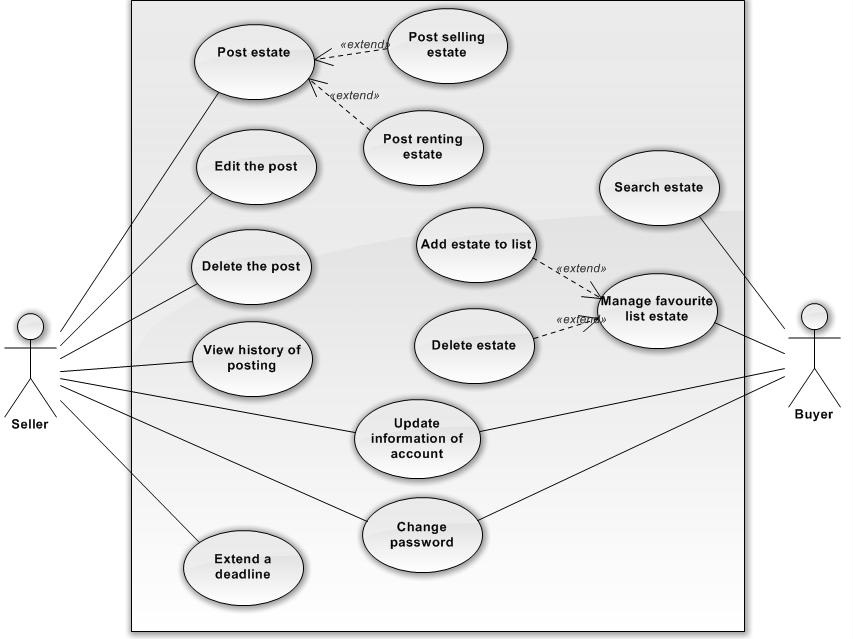 Post estate
«extend»
Post selling
estate
«extend»
Post renting
estate
Edit the post
Search estate
Add estate to list
Delete the post
«extend»
Manage favourite
list estate
«extend»
Delete estate
View history of
posting
Seller
Buyer
Update
information of
account
Change
password
Extend a
deadline